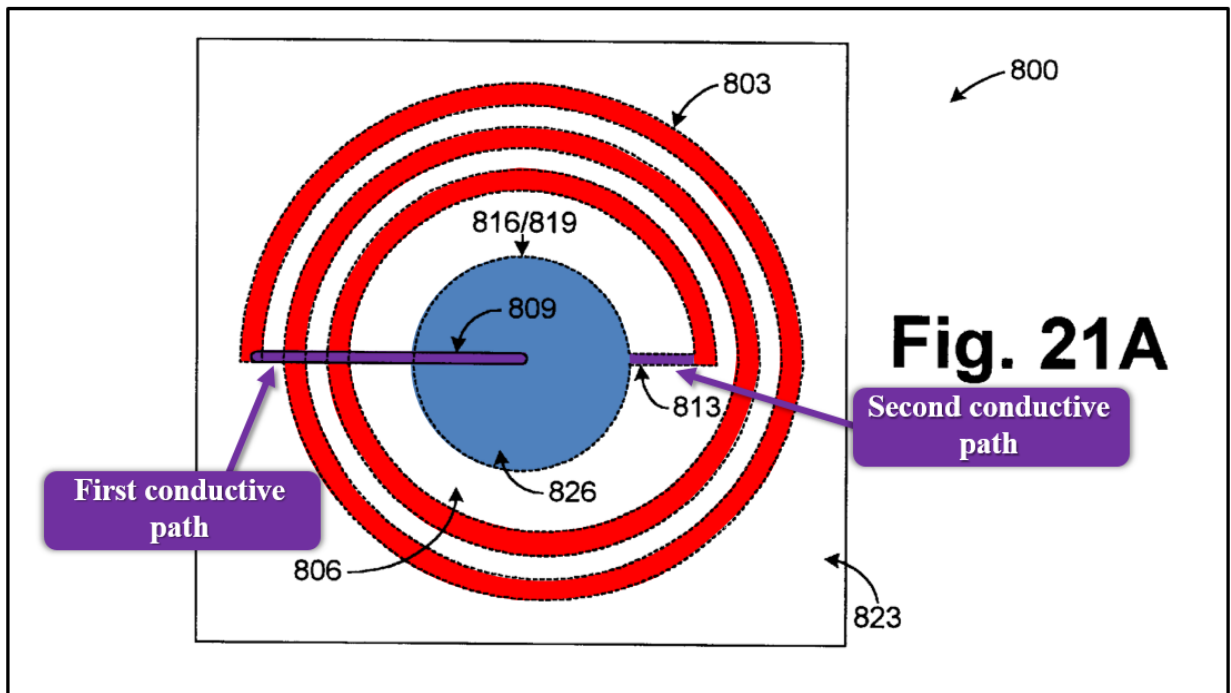 800
803
816/819
809
Fig. 21A
813
Second conductive
path
First conductive
path
826
806
823